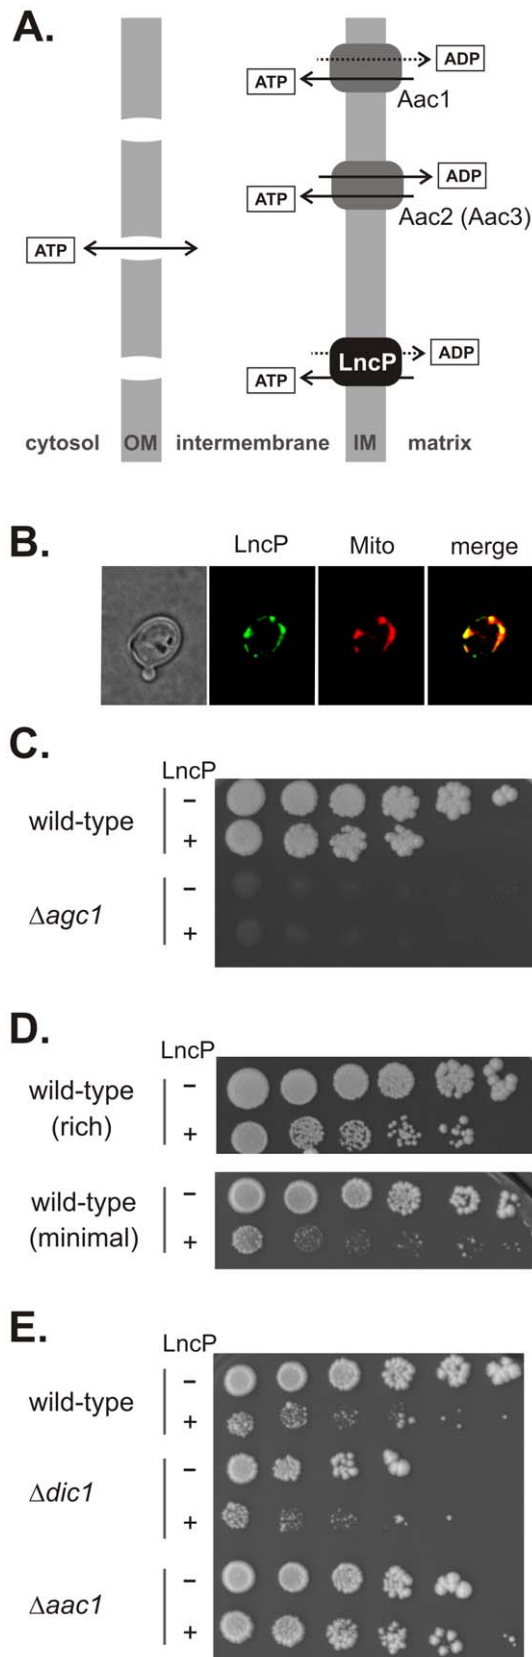 A.
ADP
ATP
Aac1
ADP
ATP
Aac2 (Aac3)
ATP
LncP
ADP
ATP
cytosol OM intermembrane IM matrix
B.
LncP Mito merge
C.
LncP
wild-type
−
+
Δagc1
−
+
D.
LncP
wild-type
(rich)
−
+
wild-type
(minimal)
−
+
E.
LncP
wild-type
−
+
Δdic1
−
+
Δaac1
−
+